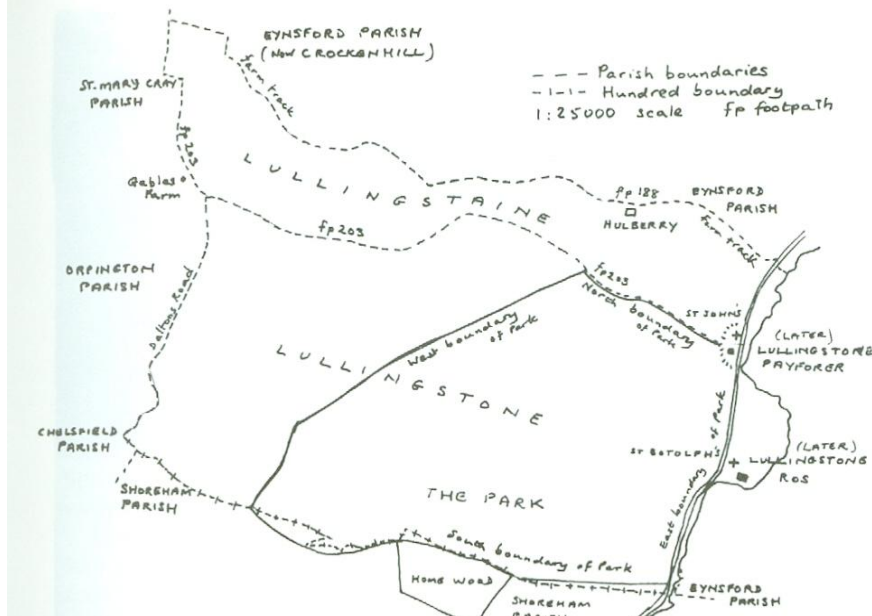 EYNSFORD PARISH
(NOW CROCKENHILL)
farm track
--- Parish boundaries
-ı-ı- Hundred boundary
1:25000 scale fp footpath
ST. MARY CRAY
PARISH
fp 203
Gables
Farm
LULLINGSTAINE
fp 188
EYNSFORD
PARISH
HULBERRY
farm track
fp 203
fp 203
ORPINGTON
PARISH
Daltons Road
North boundary
of Park
ST JOHNS
(LATER)
LULLINGSTONE
PAYFORER
West boundary
of Park
LULLINGSTONE
CHELSFIELD
PARISH
ST BOTOLPH'S
(LATER)
LULLINGSTONE
ROS
SHOREHAM
PARISH
THE PARK
East boundary of Park
South boundary of Park
HOME WOOD
SHOREHAM
EYNSFORD
PARISH